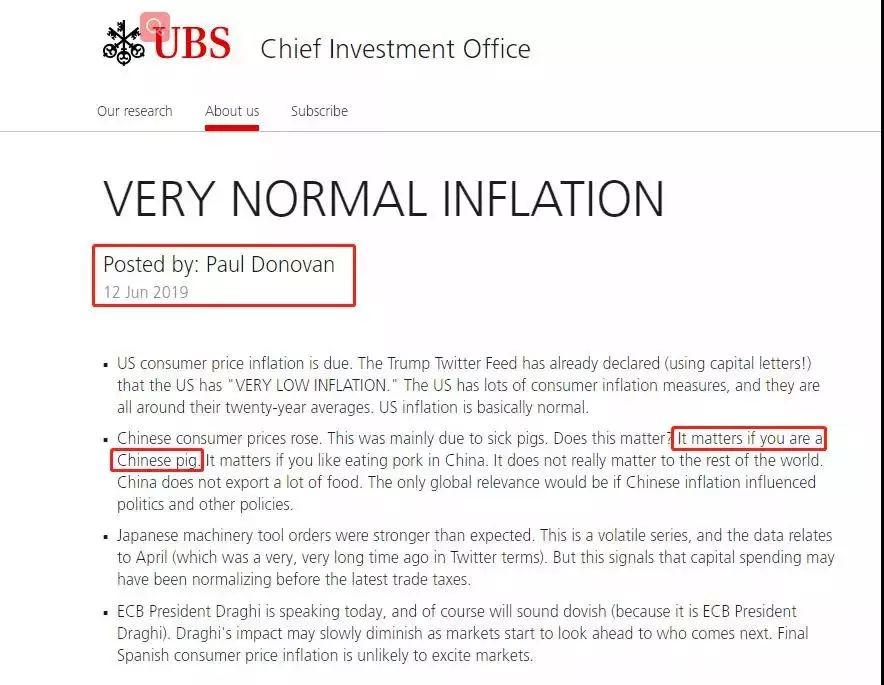 UBS Chief Investment Office
Our research About us Subscribe
VERY NORMAL INFLATION
Posted by: Paul Donovan
12 Jun 2019
▪ US consumer price inflation is due. The Trump Twitter Feed has already declared (using capital letters!)
that the US has "VERY LOW INFLATION." The US has lots of consumer inflation measures, and they are
all around their twenty-year averages. US inflation is basically normal.
▪ Chinese consumer prices rose. This was mainly due to sick pigs. Does this matter? It matters if you are a
Chinese pig. It matters if you like eating pork in China. It does not really matter to the rest of the world.
China does not export a lot of food. The only global relevance would be if Chinese inflation influenced
politics and other policies.
▪ Japanese machinery tool orders were stronger than expected. This is a volatile series, and the data relates
to April (which was a very, very long time ago in Twitter terms). But this signals that capital spending may
have been normalizing before the latest trade taxes.
▪ ECB President Draghi is speaking today, and of course will sound dovish (because it is ECB President
Draghi). Draghi's impact may slowly diminish as markets start to look ahead to who comes next. Final
Spanish consumer price inflation is unlikely to excite markets.